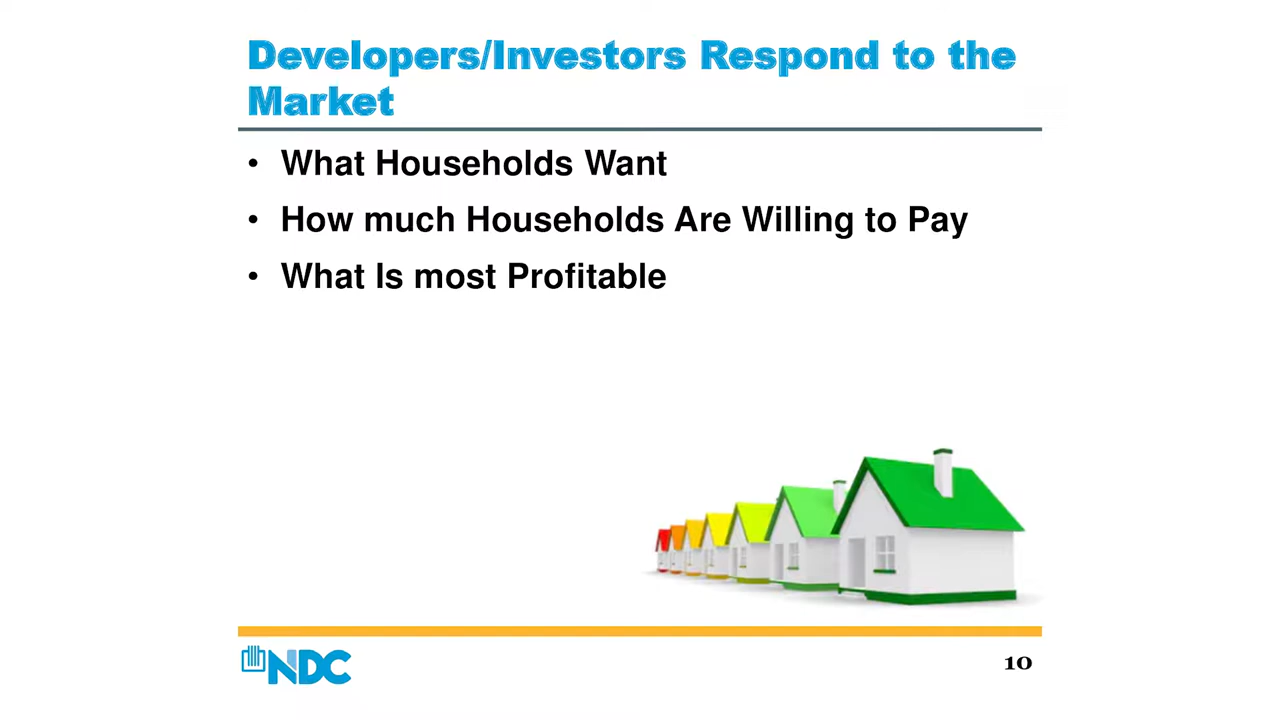 Developers/Investors Respond to the
Market
• What Households Want
• How much Households Are Willing to Pay
• What Is most Profitable
NDC
10